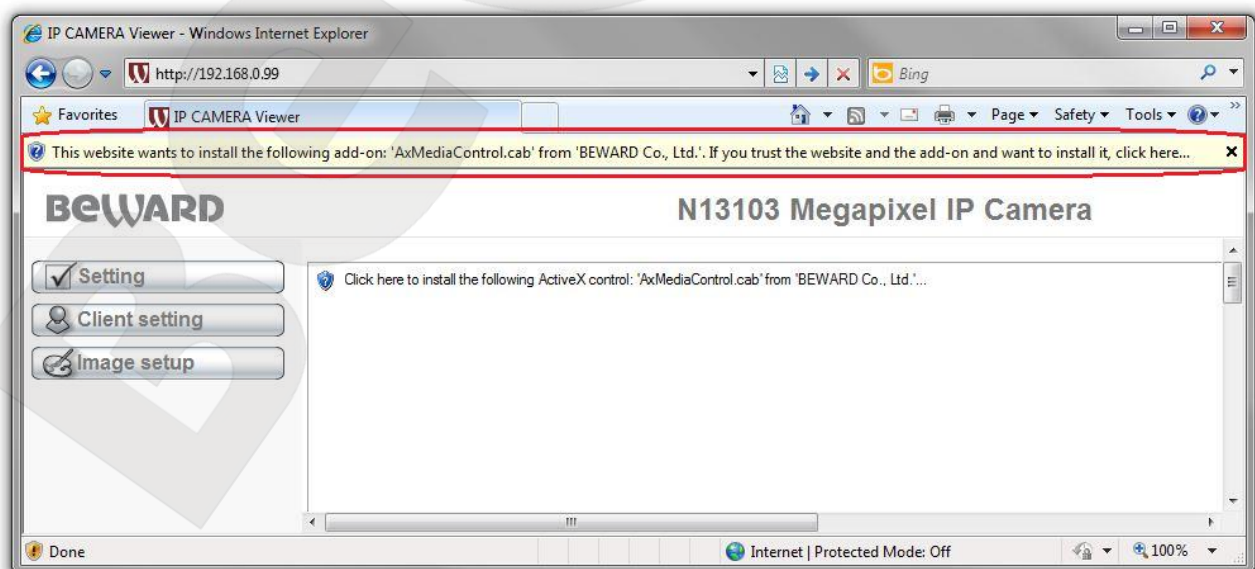 IP CAMERA Viewer - Windows Internet Explorer
http://192.168.0.99
Bing
Favorites
IP CAMERA Viewer
Page
Safety
Tools
This website wants to install the following add-on: 'AxMediaControl.cab' from 'BEWARD Co., Ltd.'. If you trust the website and the add-on and want to install it, click here...
BEWARD
N13103 Megapixel IP Camera
Setting
Click here to install the following ActiveX control: 'AxMediaControl.cab' from 'BEWARD Co., Ltd.'...
Client setting
Image setup
Done
Internet | Protected Mode: Off
100%